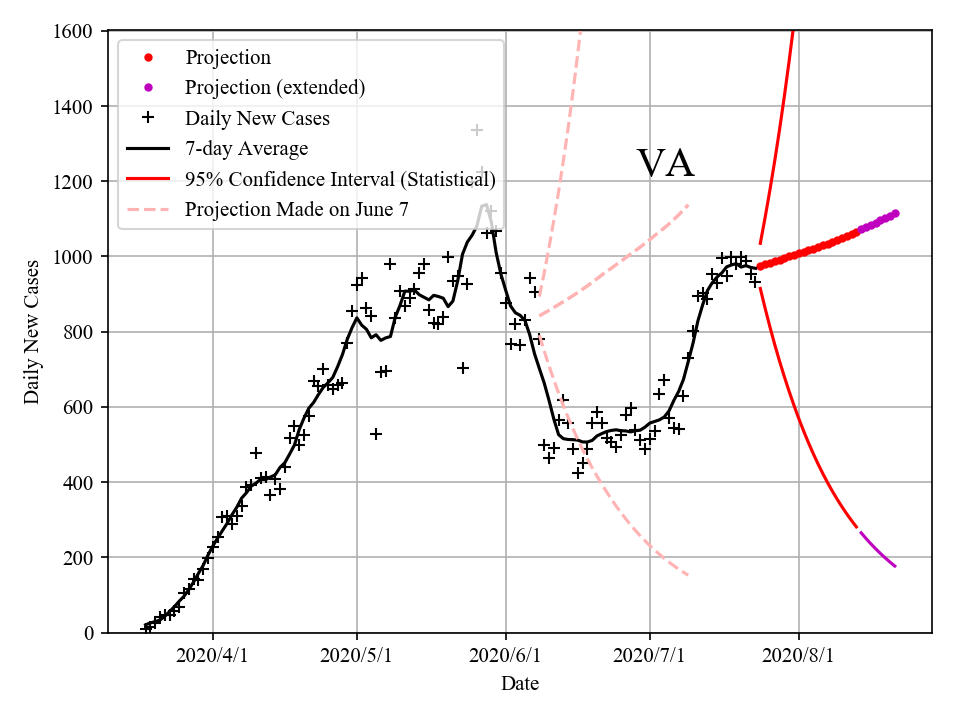 1600
1400
1200
1000
800
600
400
200
0
Daily New Cases
Projection
Projection (extended)
Daily New Cases
7-day Average
95% Confidence Interval (Statistical)
Projection Made on June 7
VA
2020/4/1
2020/5/1
2020/6/1
2020/7/1
2020/8/1
Date